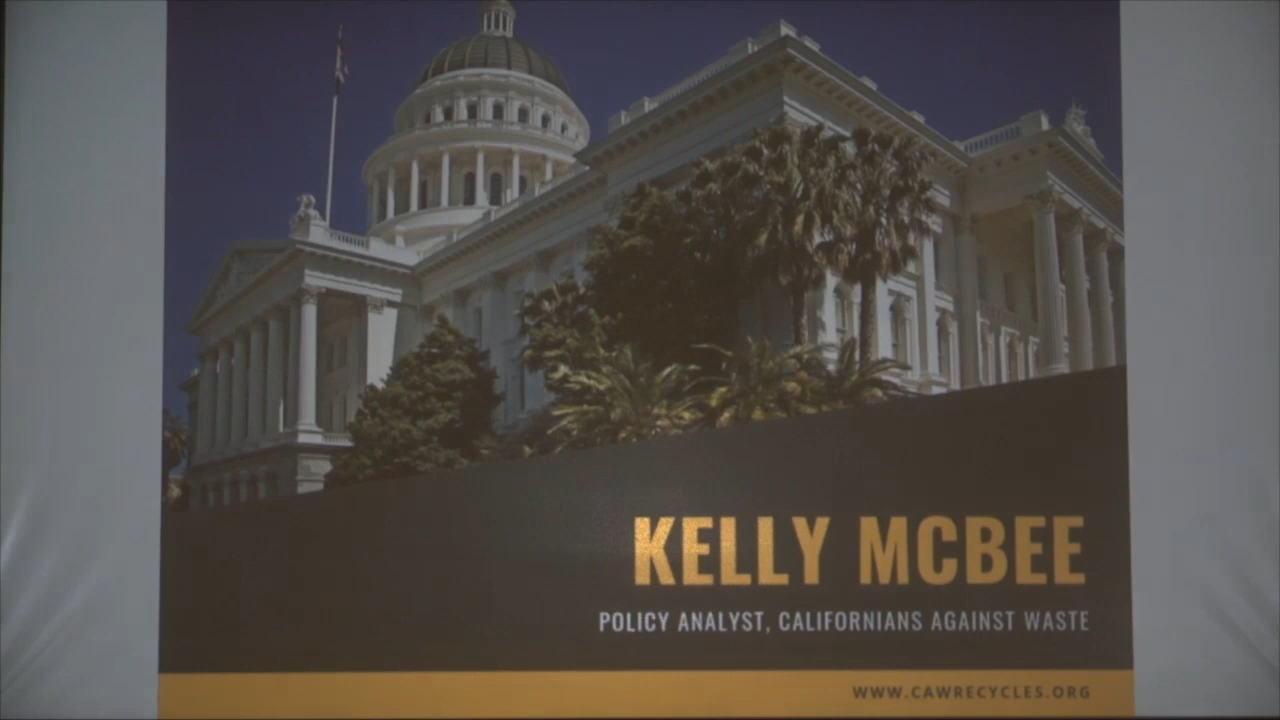 KELLY MCBEE
POLICY ANALYST, CALIFORNIANS AGAINST WASTE
WWW.CAWRECYCLES.ORG